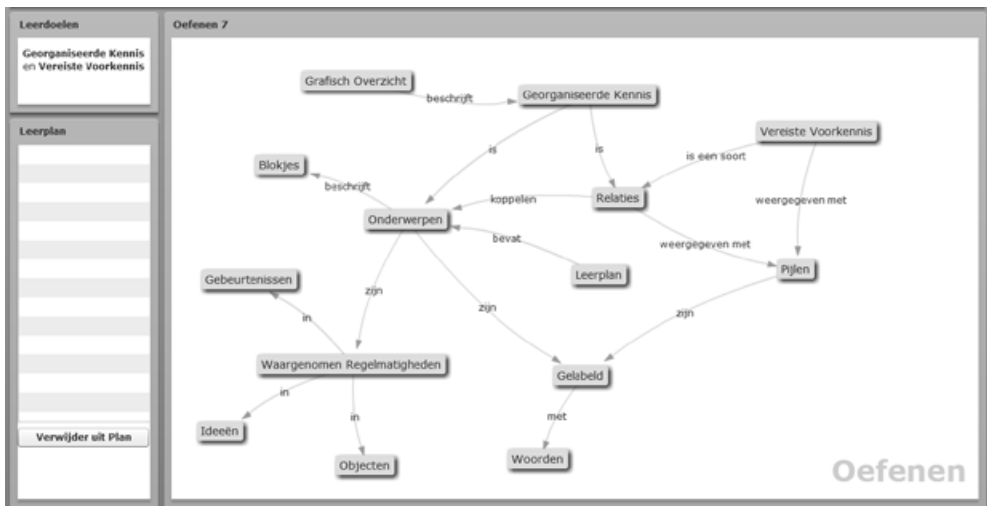 Leerdoelen
Georganiseerde Kennis
en Vereiste Voorkennis
Leerplan
Verwijder uit Plan
Oefenen 7
Grafisch Overzicht
beschrijft
Georganiseerde Kennis
Vereiste Voorkennis
is
is
is een soort
Blokjes
beschrijft
koppelen
Relaties
weergegeven met
Onderwerpen
bevat
weergegeven met
Leerplan
Pijlen
Gebeurtenissen
zijn
zijn
zijn
in
Waargenomen Regelmatigheden
Gelabeld
in
in
met
Ideeën
Objecten
Woorden
Oefenen